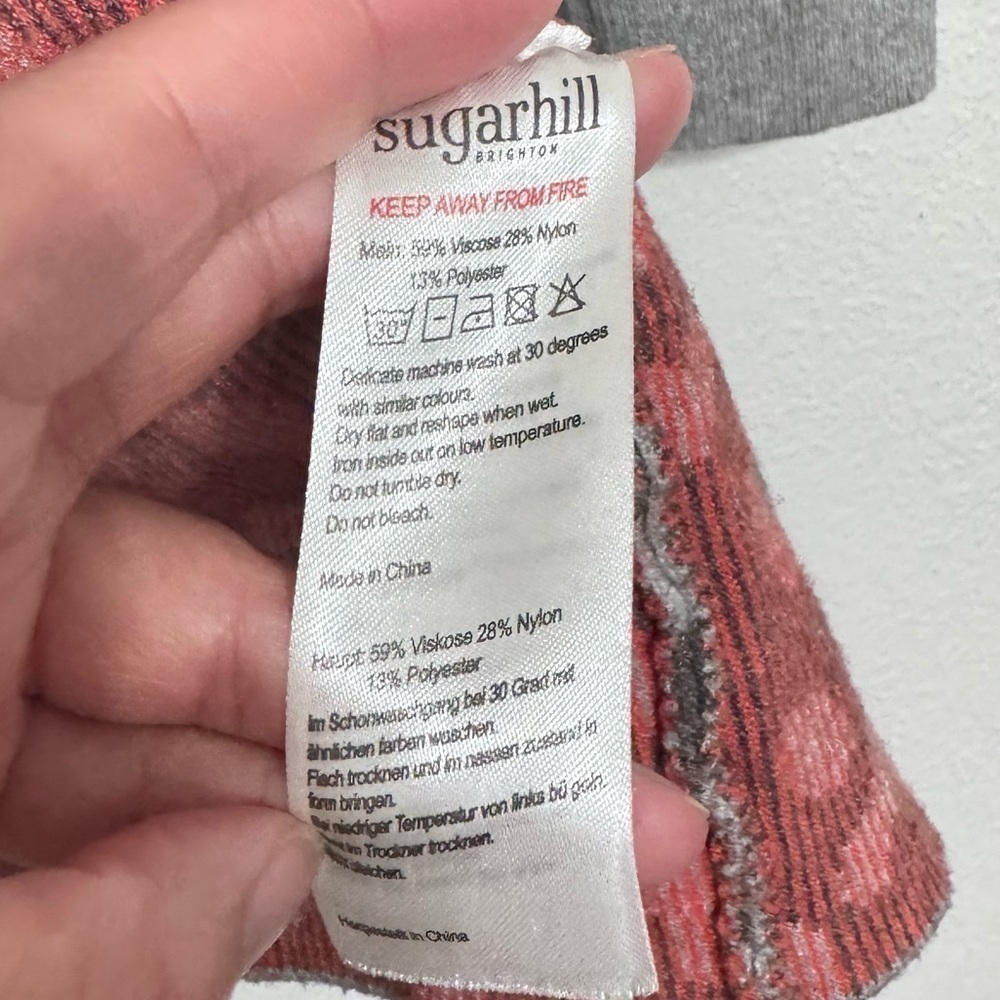 sugarhill
BRIGHTON
KEEP AWAY FROM FIRE
Main: 59% Viscose 28% Nylon
13% Polyester
30°
Delicate machine wash at 30 degrees
with similar colours.
Dry flat and reshape when wet.
Iron inside out on low temperature.
Do not tumble dry.
Do not bleach.
Made in China
Haupt: 59% Viskose 28% Nylon
13% Polyester
Im Schonwaschgang bei 30 Grad mit
ähnlichen farben waschen.
Flach trocknen und im nassen zustand in
form bringen.
niedriger Temperatur von links bügeln.
im Trockner trocknen.
bleichen.
Hergestellt in China